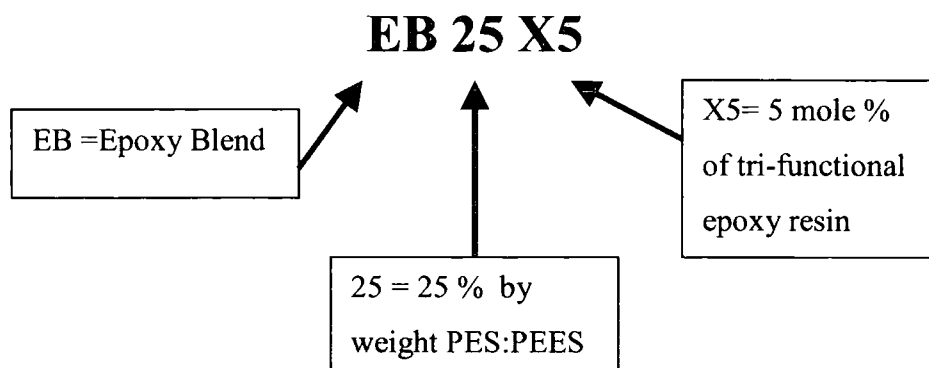 EB 25 X5
EB =Epoxy Blend
X5= 5 mole %
of tri-functional
epoxy resin
25 = 25 % by
weight PES:PEES